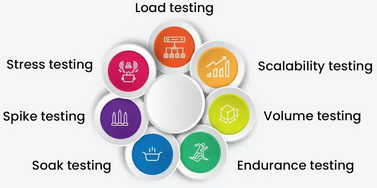 Load testing
Stress testing
Scalability testing
Spike testing
Volume testing
Soak testing
Endurance testing